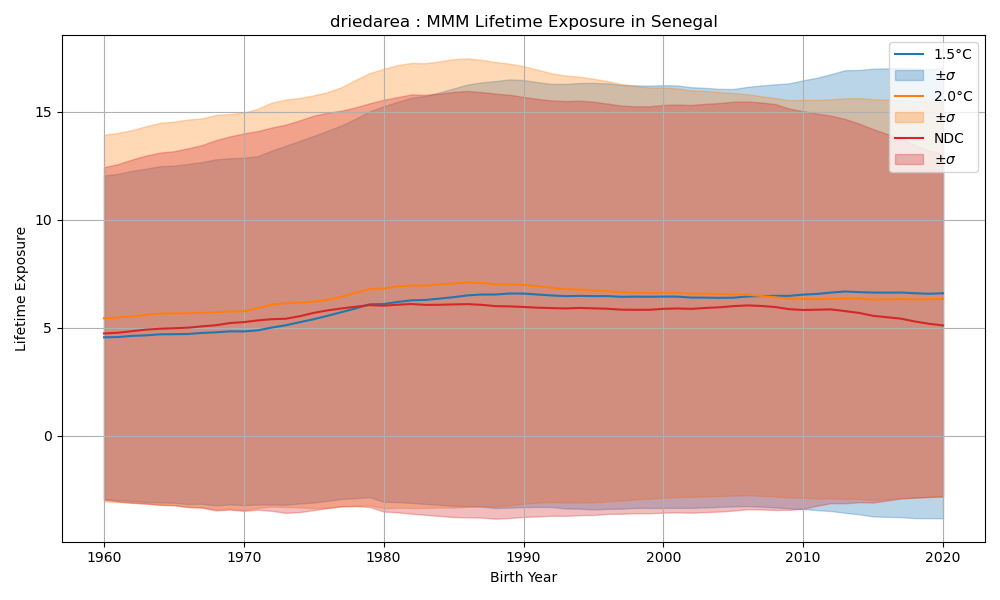 driedarea : MMM Lifetime Exposure in Senegal
Lifetime Exposure
15
10
5
0
1960 1970 1980 1990 2000 2010 2020
Birth Year
1.5°C
±σ
2.0°C
±σ
NDC
±σ